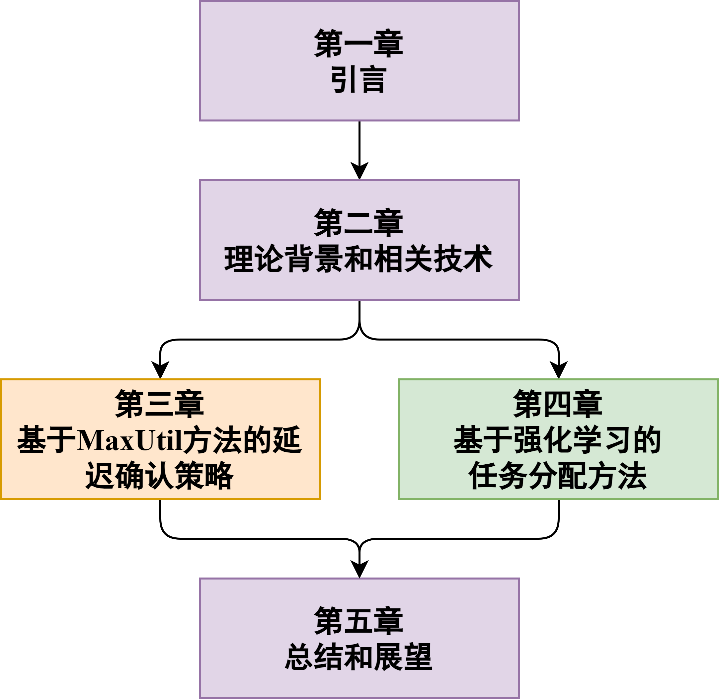 第一章
引言
第二章
理论背景和相关技术
第三章
基于MaxUtil方法的延
迟确认策略
第四章
基于强化学习的
任务分配方法
第五章
总结和展望